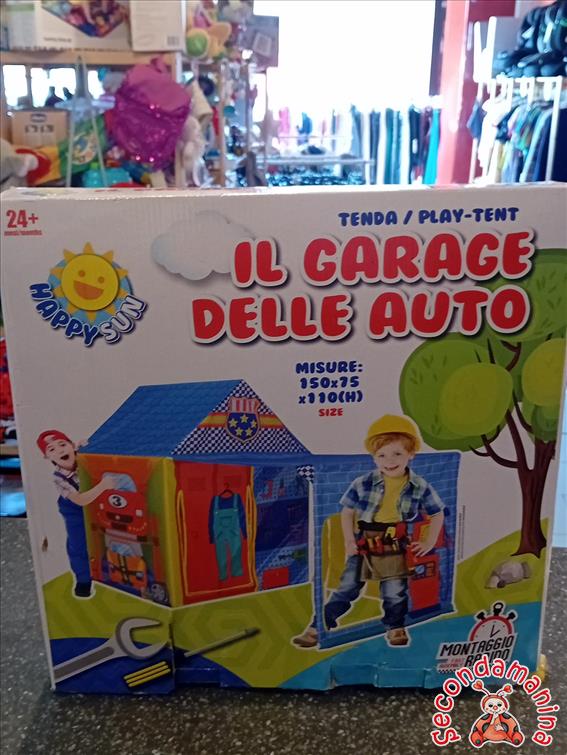 24+
mesi/months
TENDA / PLAY-TENT
IL GARAGE
DELLE AUTO
HAPPY SUN
MISURE:
150x75
x110(H)
SIZE
3
MONTAGGIO
RAPIDO
Secondamanina